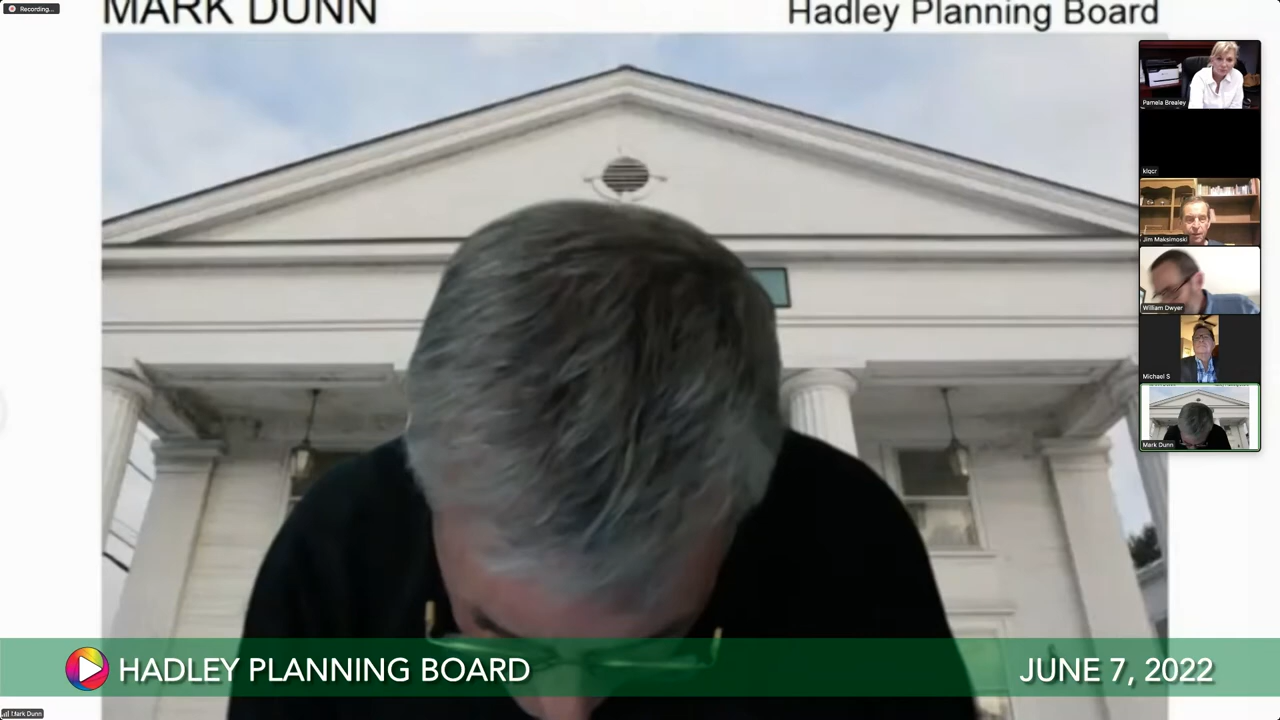 Recording...
MARK DUNN
Hadley Planning Board
Pamela Brealey
klqcr
Jim Maksimoski
William Dwyer
Michael S
Mark Dunn
HADLEY PLANNING BOARD
JUNE 7, 2022
Mark Dunn